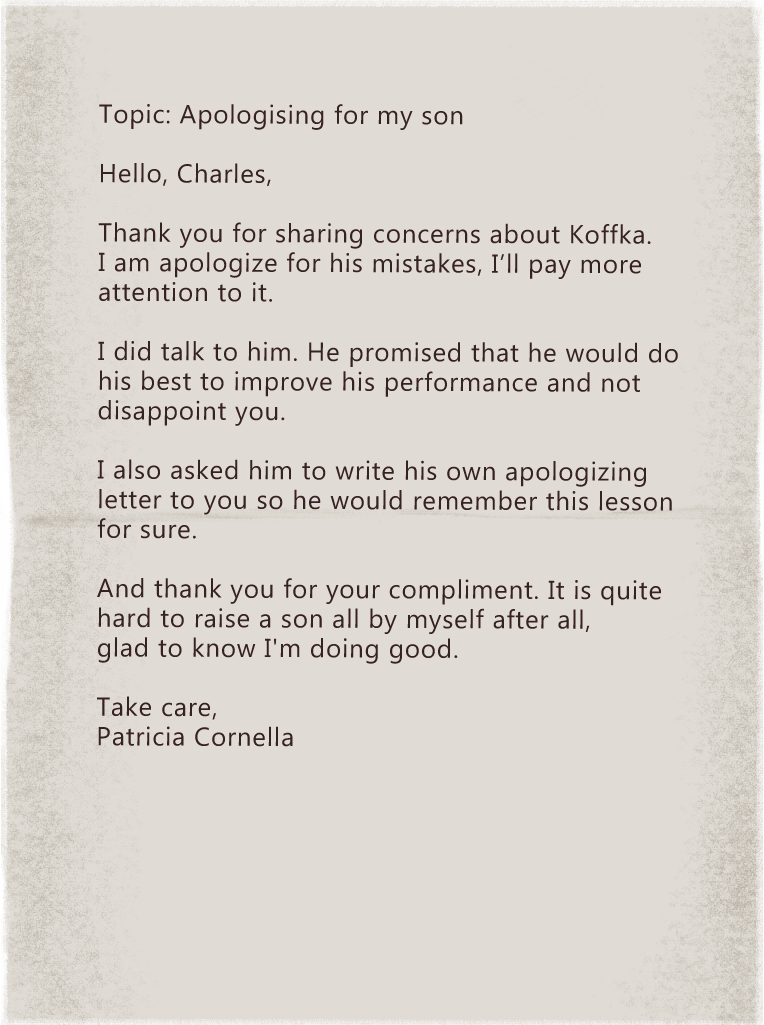 Topic: Apologising for my son
Hello, Charles,
Thank you for sharing concerns about Koffka.
I am apologize for his mistakes, I’ll pay more
attention to it.
I did talk to him. He promised that he would do
his best to improve his performance and not
disappoint you.
I also asked him to write his own apologizing
letter to you so he would remember this lesson
for sure.
And thank you for your compliment. It is quite
hard to raise a son all by myself after all,
glad to know I'm doing good.
Take care,
Patricia Cornella